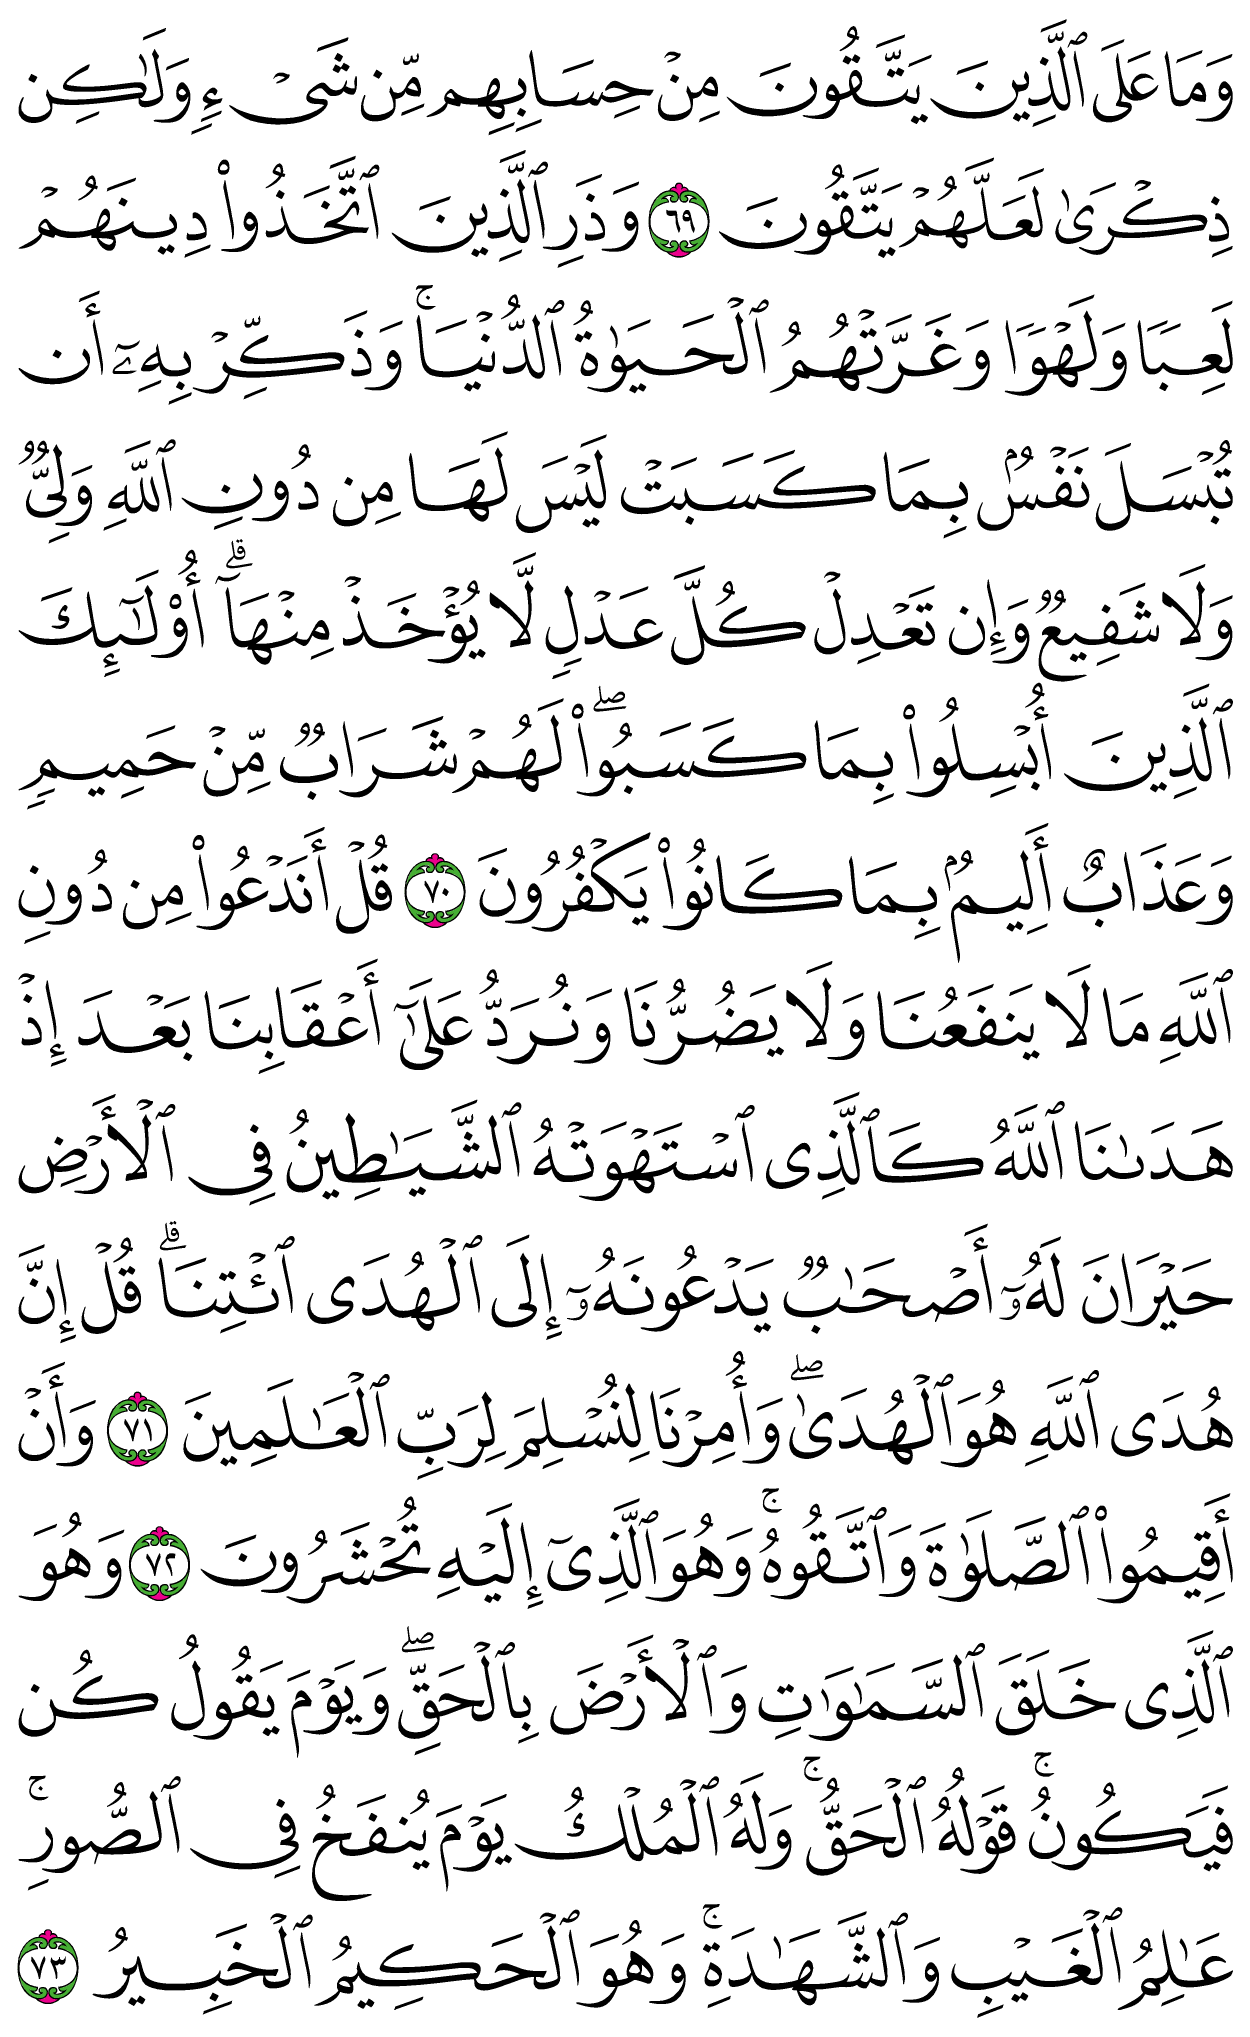 وَمَا عَلَى ٱلَّذِينَ يَتَّقُونَ مِنۡ حِسَابِهِم مِّن شَيۡءٖ وَلَٰكِن
ذِكۡرَىٰ لَعَلَّهُمۡ يَتَّقُونَ ٦٩ وَذَرِ ٱلَّذِينَ ٱتَّخَذُواْ دِينَهُمۡ
لَعِبٗا وَلَهۡوٗا وَغَرَّتۡهُمُ ٱلۡحَيَوٰةُ ٱلدُّنۡيَاۚ وَذَكِّرۡ بِهِۦٓ أَن
تُبۡسَلَ نَفۡسُۢ بِمَا كَسَبَتۡ لَيۡسَ لَهَا مِن دُونِ ٱللَّهِ وَلِيّٞ
وَلَا شَفِيعٞ وَإِن تَعۡدِلۡ كُلَّ عَدۡلٖ لَّا يُؤۡخَذۡ مِنۡهَآۗ أُوْلَٰٓئِكَ
ٱلَّذِينَ أُبۡسِلُواْ بِمَا كَسَبُواْۖ لَهُمۡ شَرَابٞ مِّنۡ حَمِيمٖ
وَعَذَابٌ أَلِيمُۢ بِمَا كَانُواْ يَكۡفُرُونَ ٧٠ قُلۡ أَنَدۡعُواْ مِن دُونِ
ٱللَّهِ مَا لَا يَنفَعُنَا وَلَا يَضُرُّنَا وَنُرَدُّ عَلَىٰٓ أَعۡقَابِنَا بَعۡدَ إِذۡ
هَدَىٰنَا ٱللَّهُ كَٱلَّذِي ٱسۡتَهۡوَتۡهُ ٱلشَّيَٰطِينُ فِي ٱلۡأَرۡضِ
حَيۡرَانَ لَهُۥٓ أَصۡحَٰبٞ يَدۡعُونَهُۥٓ إِلَى ٱلۡهُدَى ٱئۡتِنَاۗ قُلۡ إِنَّ
هُدَى ٱللَّهِ هُوَ ٱلۡهُدَىٰۖ وَأُمِرۡنَا لِنُسۡلِمَ لِرَبِّ ٱلۡعَٰلَمِينَ ٧١ وَأَنۡ
أَقِيمُواْ ٱلصَّلَوٰةَ وَٱتَّقُوهُۚ وَهُوَ ٱلَّذِيٓ إِلَيۡهِ تُحۡشَرُونَ ٧٢ وَهُوَ
ٱلَّذِي خَلَقَ ٱلسَّمَٰوَٰتِ وَٱلۡأَرۡضَ بِٱلۡحَقِّۖ وَيَوۡمَ يَقُولُ كُن
فَيَكُونُۚ قَوۡلُهُ ٱلۡحَقُّۚ وَلَهُ ٱلۡمُلۡكُ يَوۡمَ يُنفَخُ فِي ٱلصُّورِۚ
عَٰلِمُ ٱلۡغَيۡبِ وَٱلشَّهَٰدَةِۚ وَهُوَ ٱلۡحَكِيمُ ٱلۡخَبِيرُ ٧٣